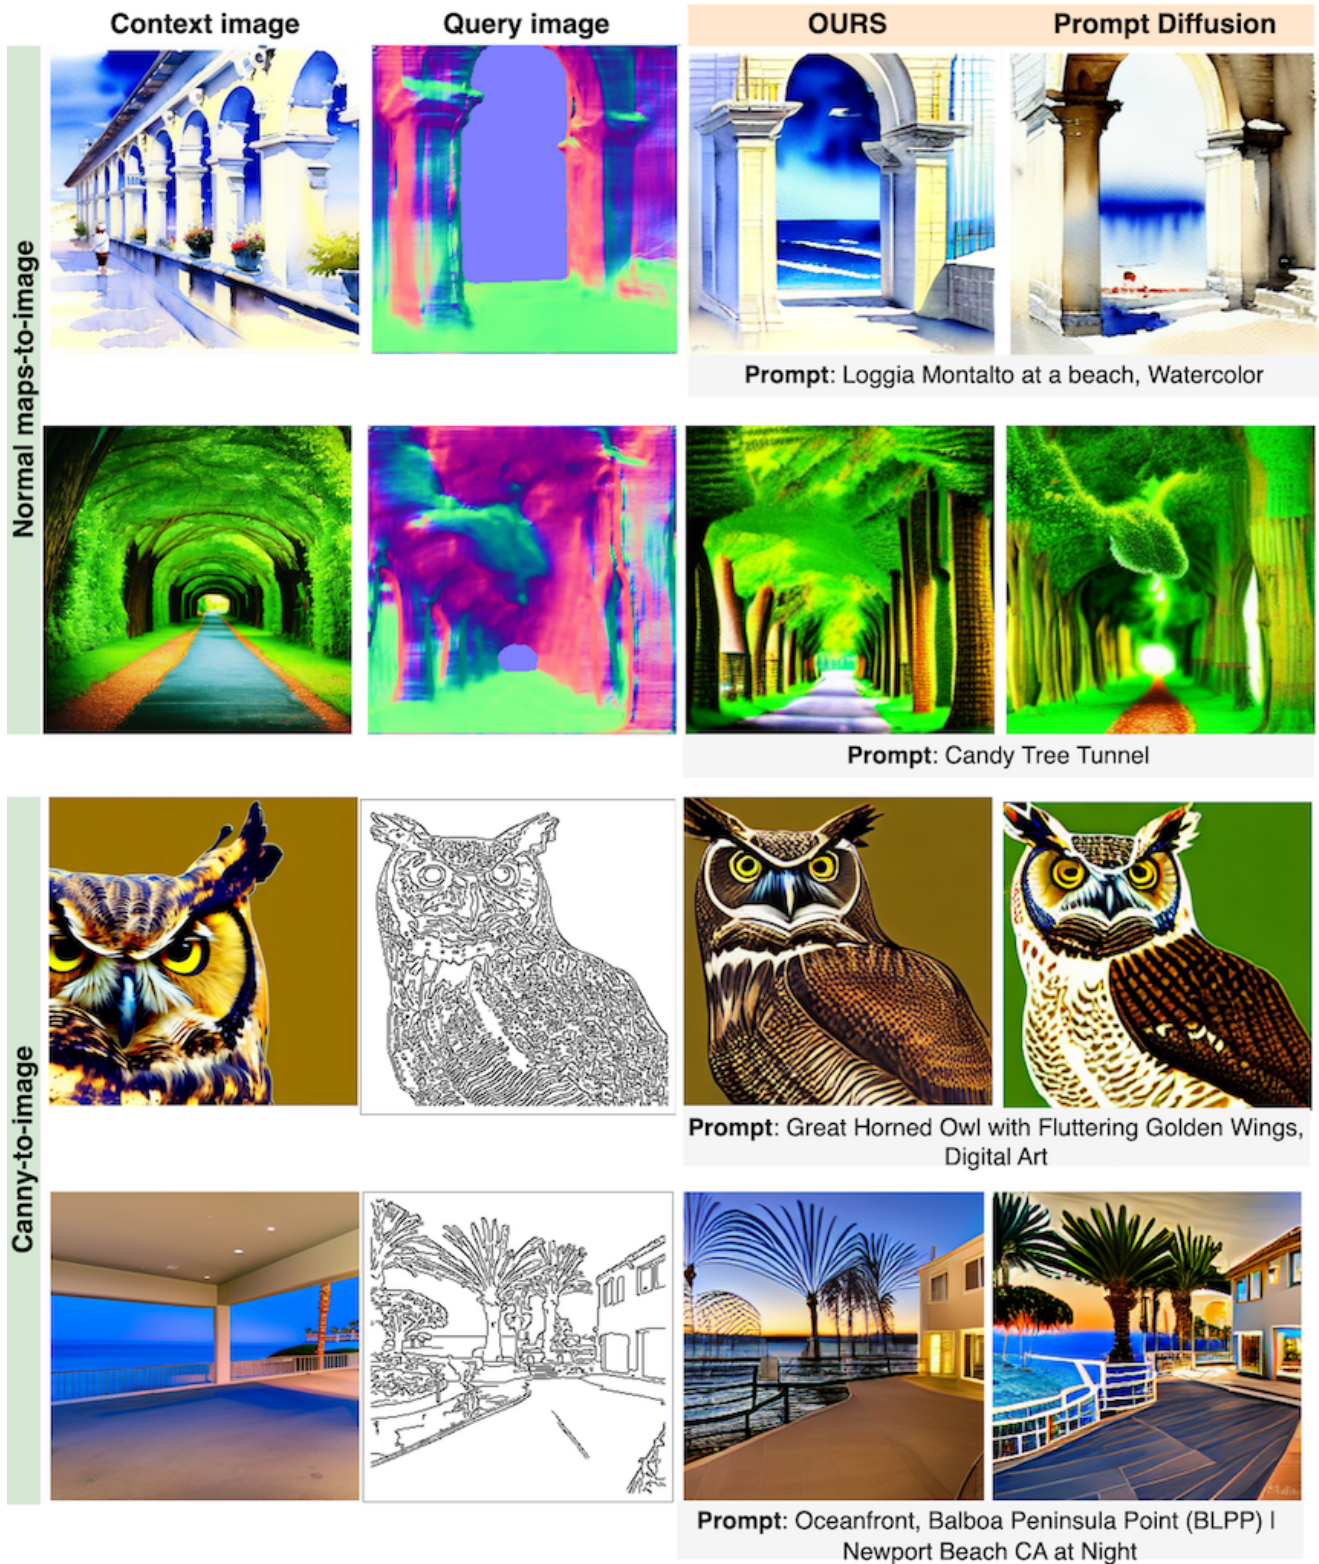 Context image
Query image
OURS
Prompt Diffusion
Normal maps-to-image
Prompt: Loggia Montalto at a beach, Watercolor
Prompt: Candy Tree Tunnel
Canny-to-image
Prompt: Great Horned Owl with Fluttering Golden Wings,
Digital Art
Prompt: Oceanfront, Balboa Peninsula Point (BLPP) |
Newport Beach CA at Night